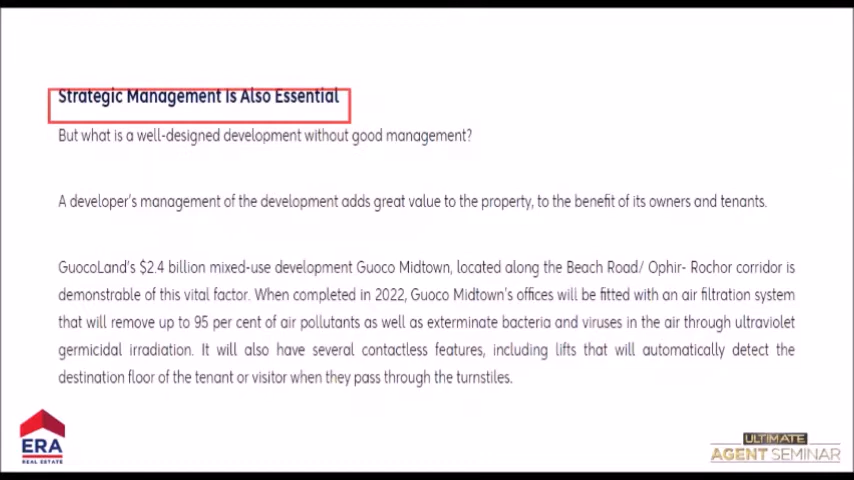 Strategic Management Is Also Essential
But what is a well-designed development without good management?
A developer's management of the development adds great value to the property, to the benefit of its owners and tenants.
GuocoLand's $2.4 billion mixed-use development Guoco Midtown, located along the Beach Road/ Ophir- Rochor corridor is
demonstrable of this vital factor. When completed in 2022, Guoco Midtown's offices will be fitted with an air filtration system
that will remove up to 95 per cent of air pollutants as well as exterminate bacteria and viruses in the air through ultraviolet
germicidal irradiation. It will also have several contactless features, including lifts that will automatically detect the
destination floor of the tenant or visitor when they pass through the turnstiles.
ERA
REAL ESTATE
ULTIMATE
AGENT SEMINAR